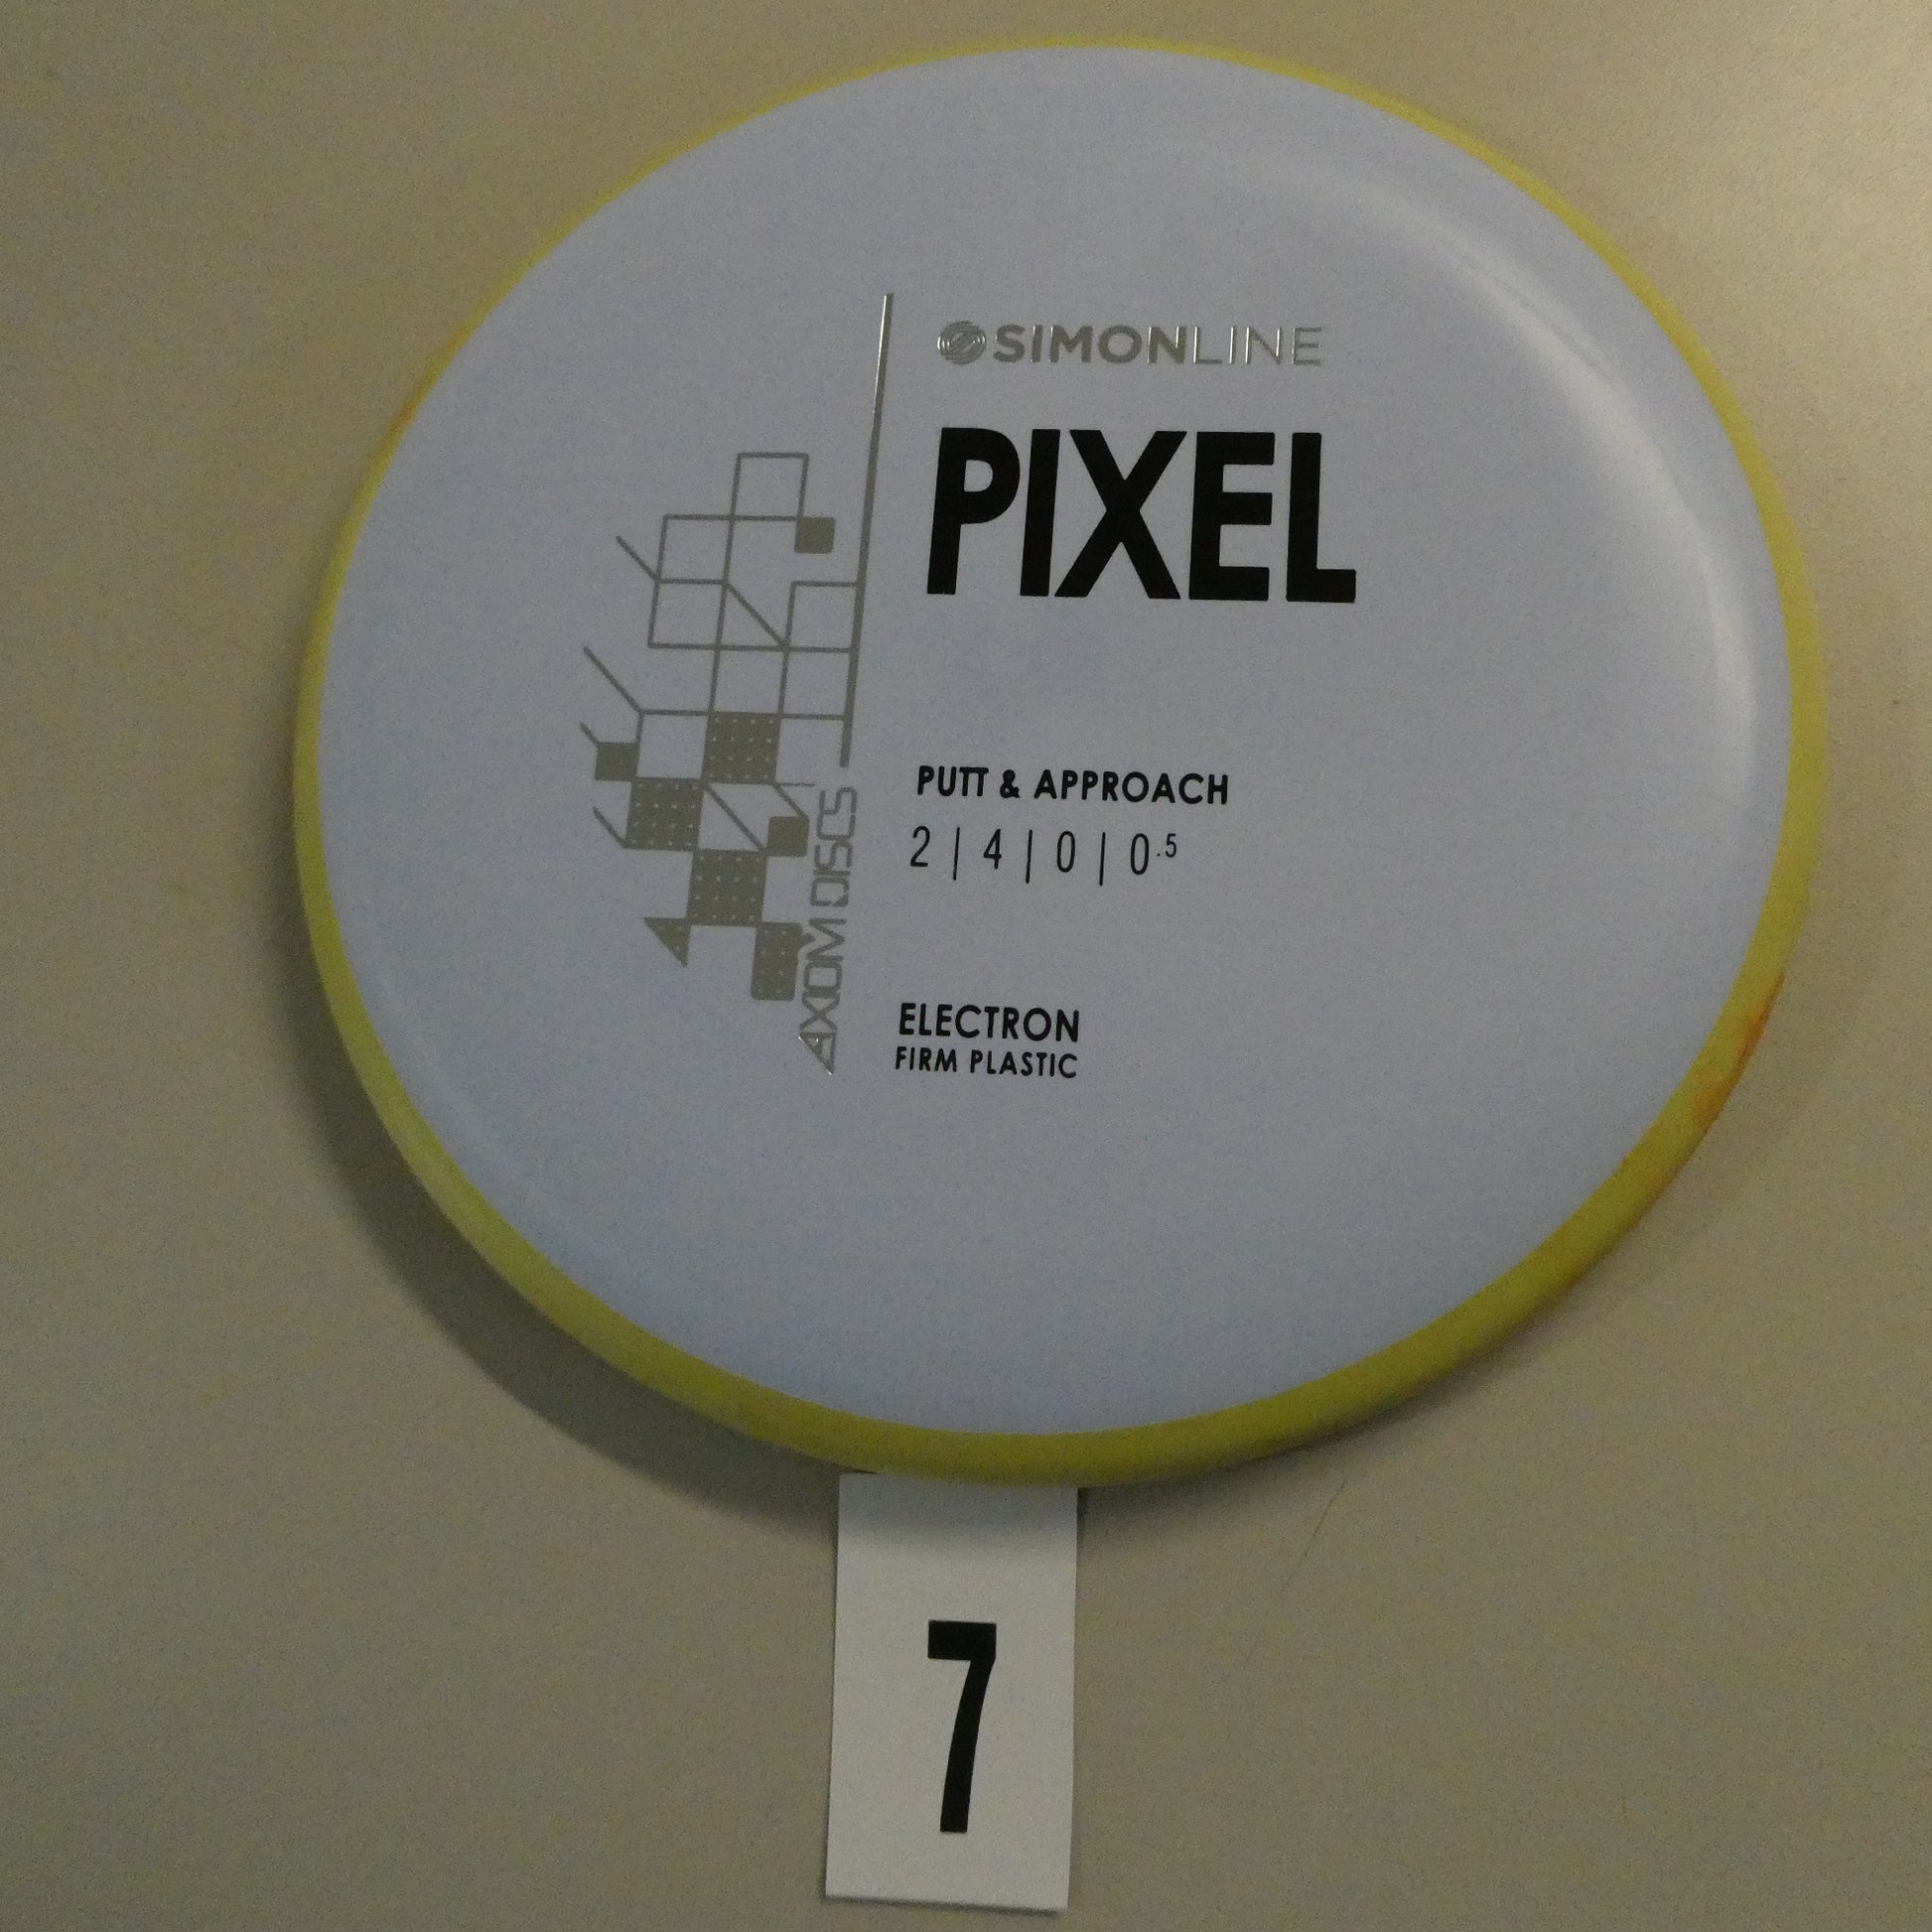 SIMONLINE
PIXEL
PUTT & APPROACH
2 | 4 | 0 | 0.5
AXIOM DISCS
ELECTRON
FIRM PLASTIC
7